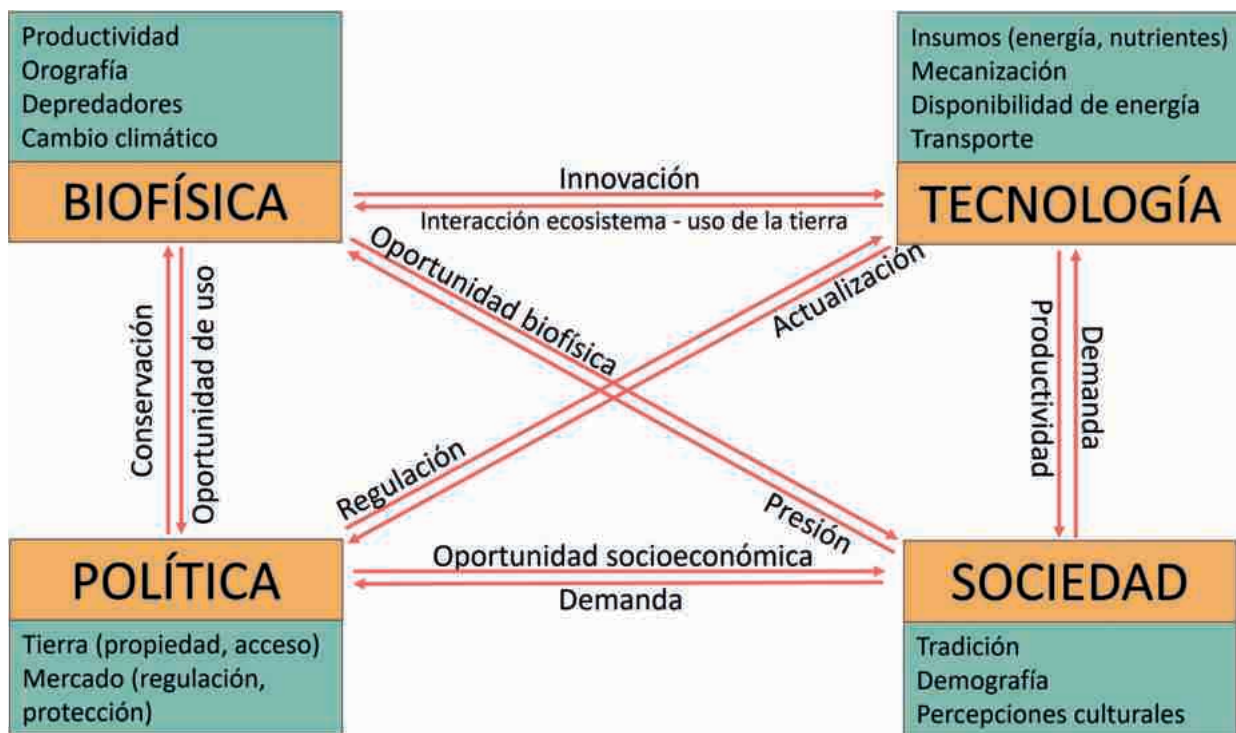 Productividad
Orografía
Depredadores
Cambio climático
BIOFÍSICA
Insumos (energía, nutrientes)
Mecanización
Disponibilidad de energía
Transporte
TECNOLOGÍA
Innovación
Interacción ecosistema - uso de la tierra
Oportunidad biofísica
Actualización
Conservación
Oportunidad de uso
Productividad
Demanda
Regulación
Presión
Oportunidad socioeconómica
Demanda
POLÍTICA
Tierra (propiedad, acceso)
Mercado (regulación,
protección)
SOCIEDAD
Tradición
Demografía
Percepciones culturales